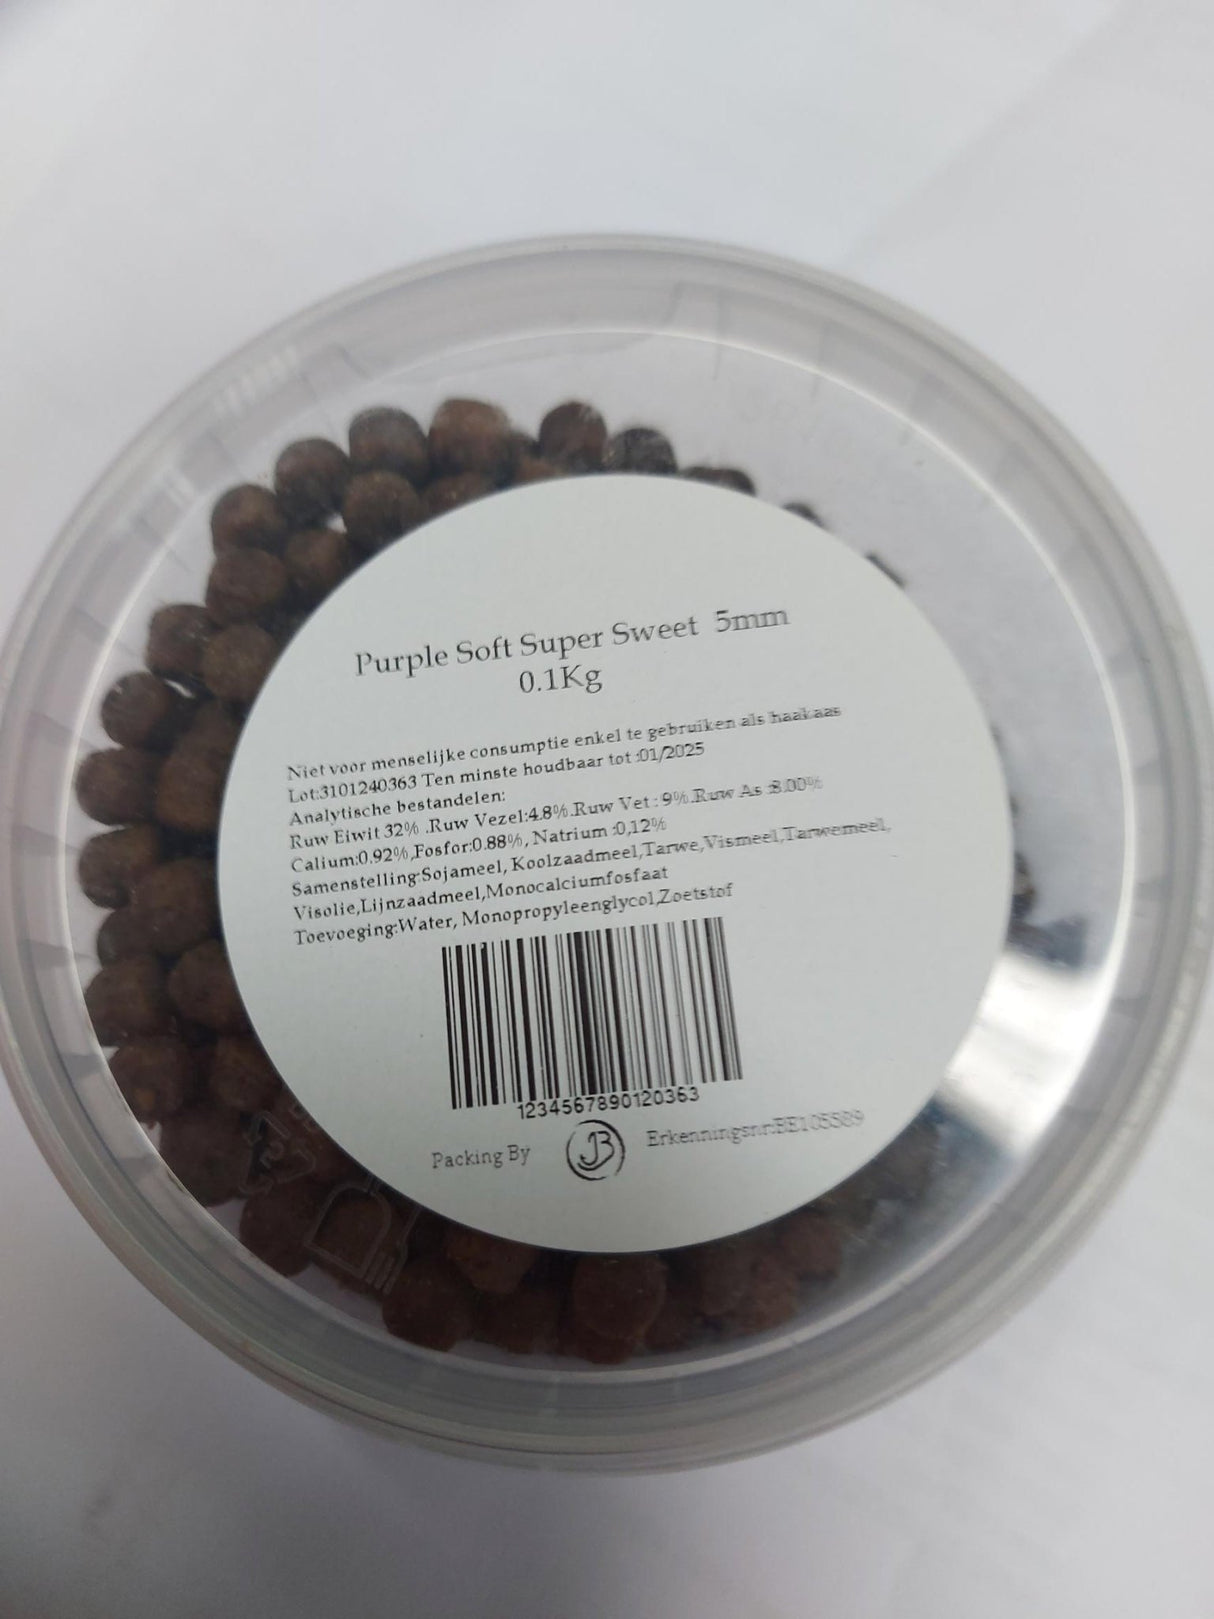 Purple Soft Super Sweet 5mm
0.1Kg
Niet voor menselijke consumptie enkel te gebruiken als haakaas
Lot:3101240363 Ten minste houdbaar tot :01/2025
Analytische bestandelen:
Ruw Eiwit 32% .Ruw Vezel:4.8%.Ruw Vet : 9%.Ruw As :8.00%
Calium:0.92%,Fosfor:0.88%, Natrium :0,12%
Samenstelling:Sojameel, Koolzaadmeel,Tarwe,Vismeel,Tarwemeel,
Visolie,Lijnzaadmeel,Monocalciumfosfaat
Toevoeging:Water, Monopropyleenglycol,Zoetstof
1234567890120363
Packing By JB Erkenningsnr:BE105589